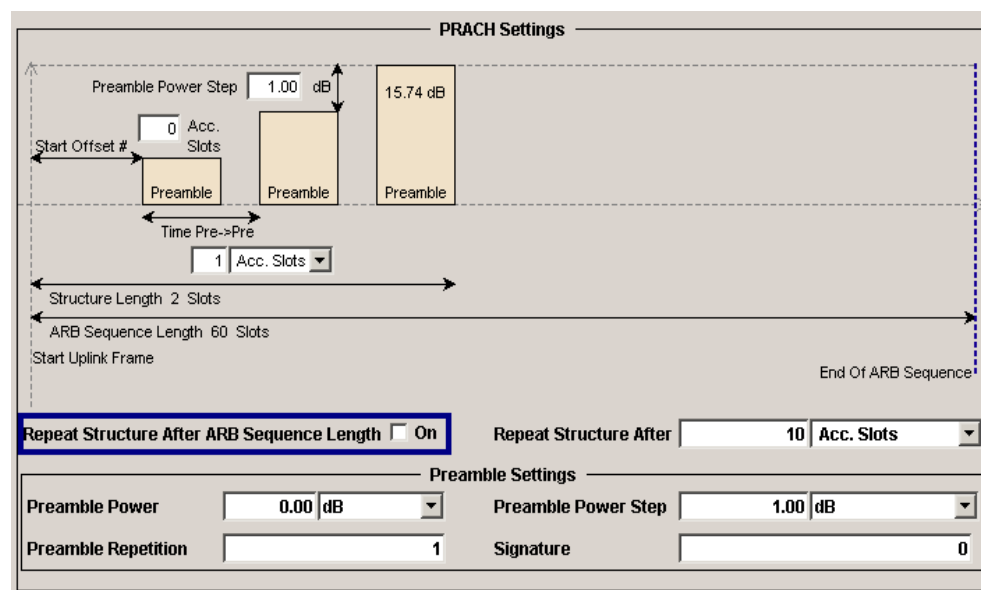 PRACH Settings
Preamble Power Step 1.00 dB
15.74 dB
0 Acc. Slots
Start Offset #
Preamble Preamble Preamble
Time Pre->Pre
1 Acc. Slots
Structure Length 2 Slots
ARB Sequence Length 60 Slots
Start Uplink Frame
End Of ARB Sequence
Repeat Structure After ARB Sequence Length On Repeat Structure After 10 Acc. Slots
Preamble Settings
Preamble Power 0.00 dB Preamble Power Step 1.00 dB
Preamble Repetition 1 Signature 0